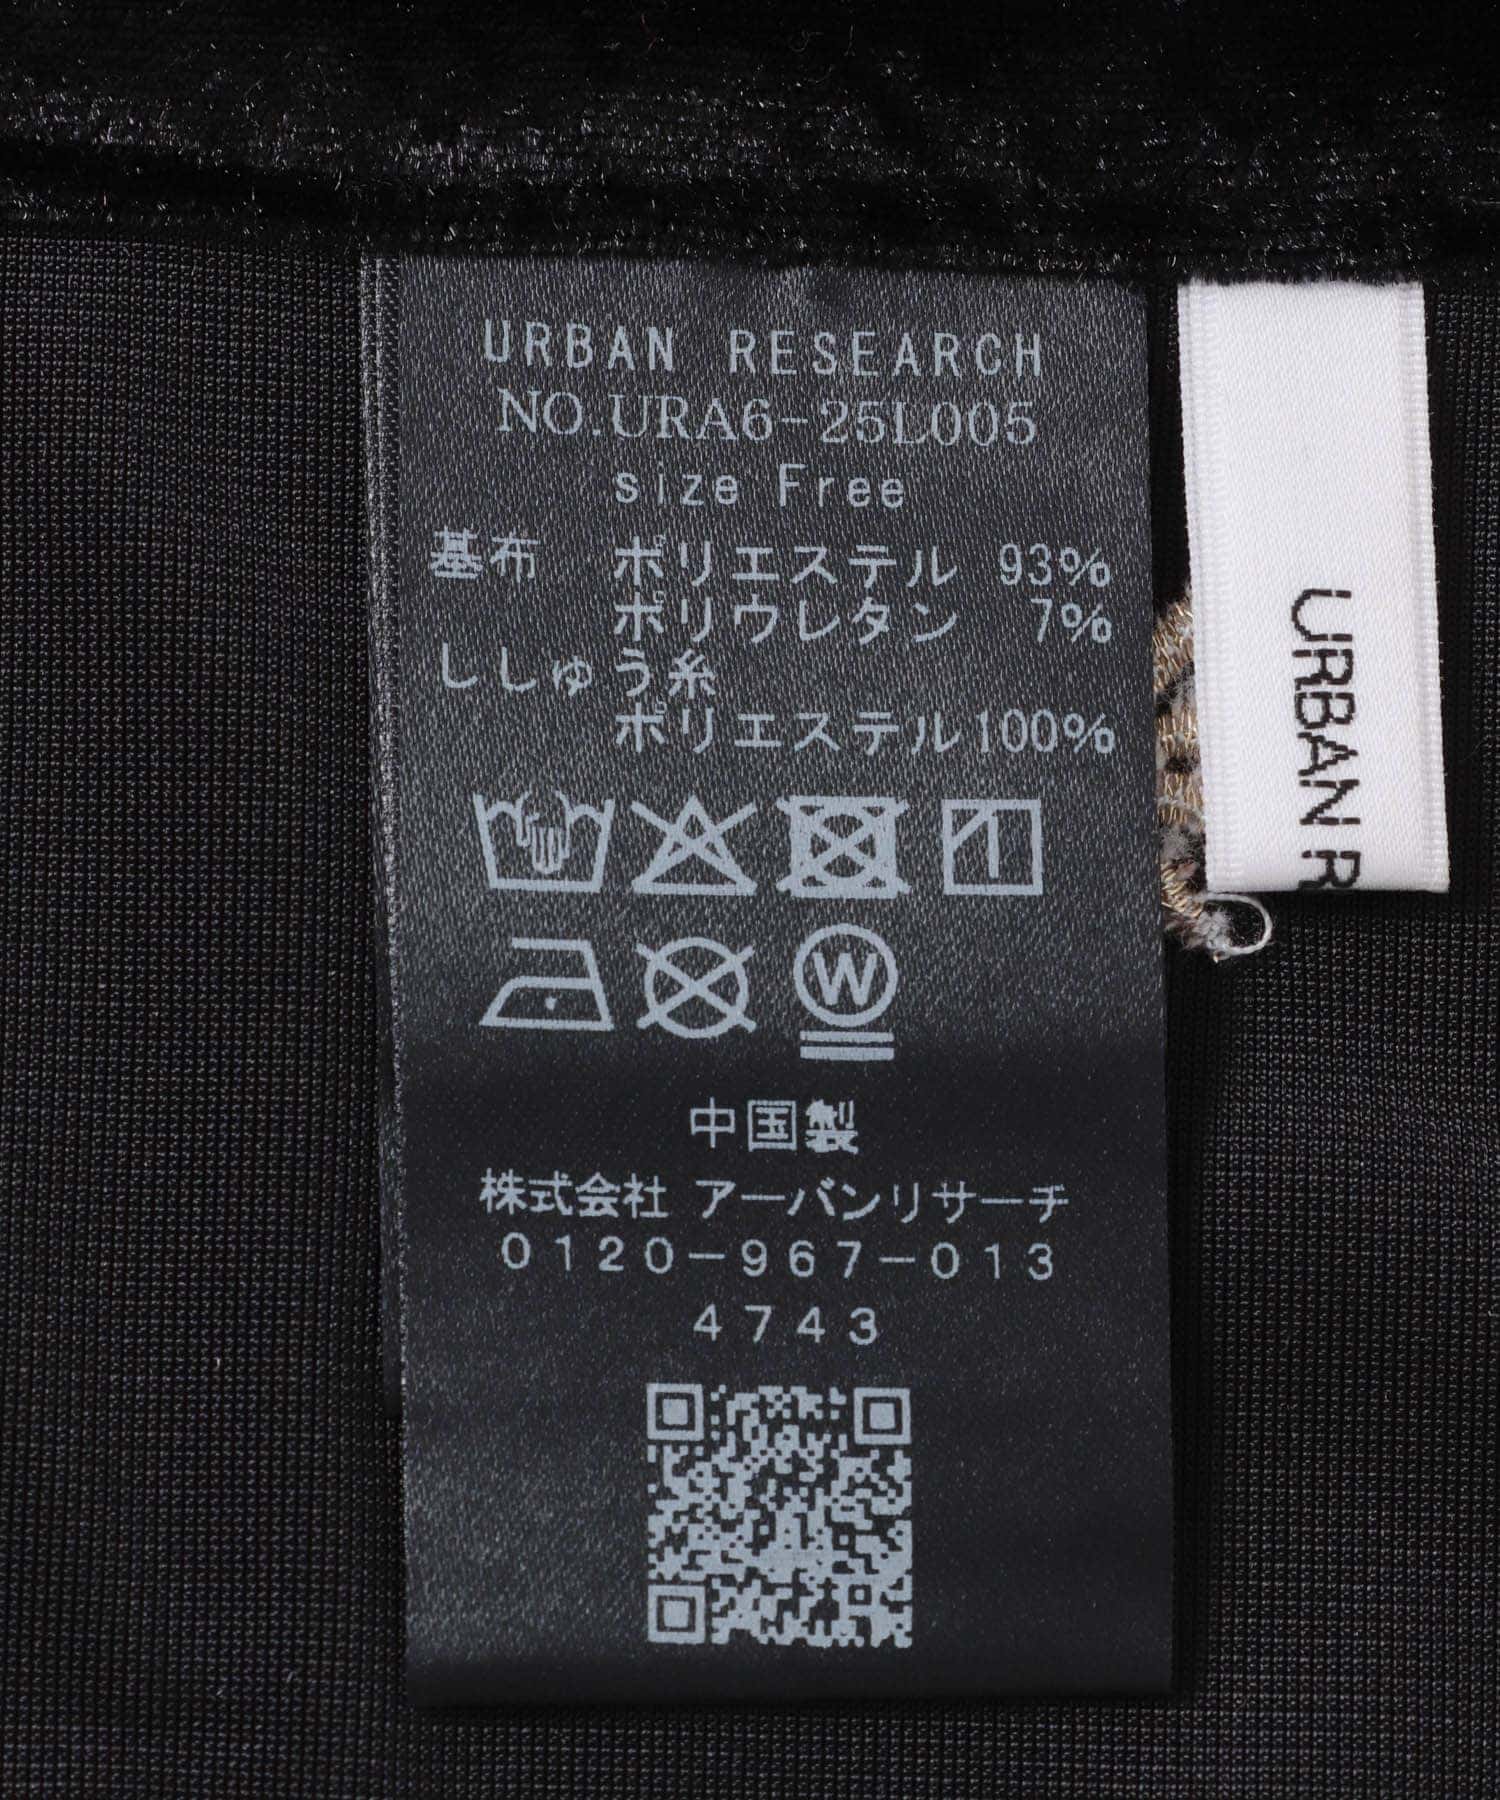 URBAN RESEARCH
NO.URA6-25L005
size Free
基布 ポリエステル 93%
ポリウレタン 7%
ししゅう糸
ポリエステル100%
W
中国製
株式会社 アーバンリサーチ
0120-967-013
4743
URBAN R